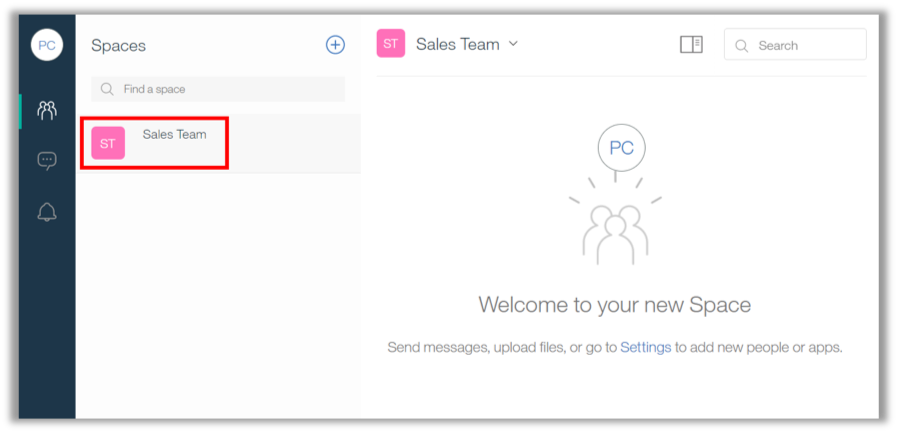 PC
Spaces
Find a space
ST
Sales Team
ST
Sales Team
Search
PC
Welcome to your new Space
Send messages, upload files, or go to Settings to add new people or apps.